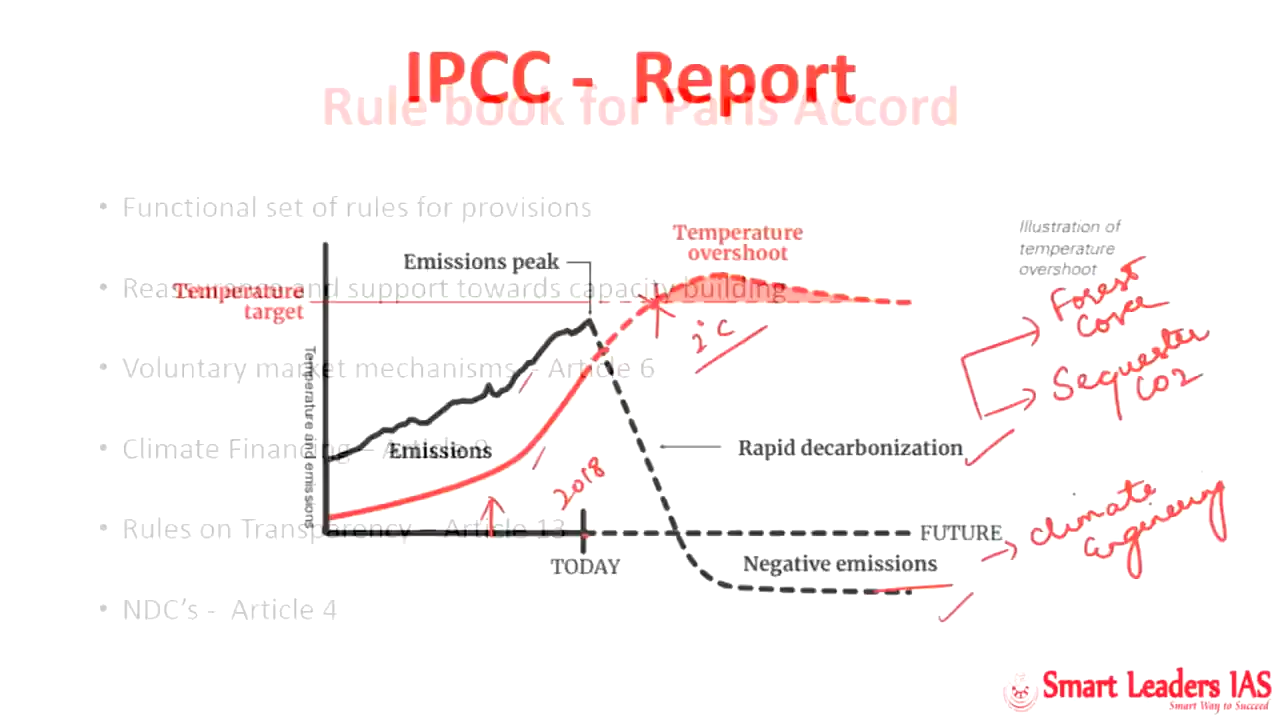 IPCC - Report
Rule book for Paris Accord
• Functional set of rules for provisions
Temperature
overshoot
Illustration of
temperature
overshoot
Emissions peak
and support towards capacity building
Temperature
target
Forest
Cover
2°C
• Voluntary market mechanisms - Article 6
Sequester
CO2
Temperature and emissions
• Climate Financing - Article 9
Emissions
Rapid decarbonization
2018
Climate
Engineering
• Rules on Transparency - Article 13
FUTURE
TODAY
Negative emissions
• NDC's - Article 4
Smart Leaders IAS
Smart Way to Succeed